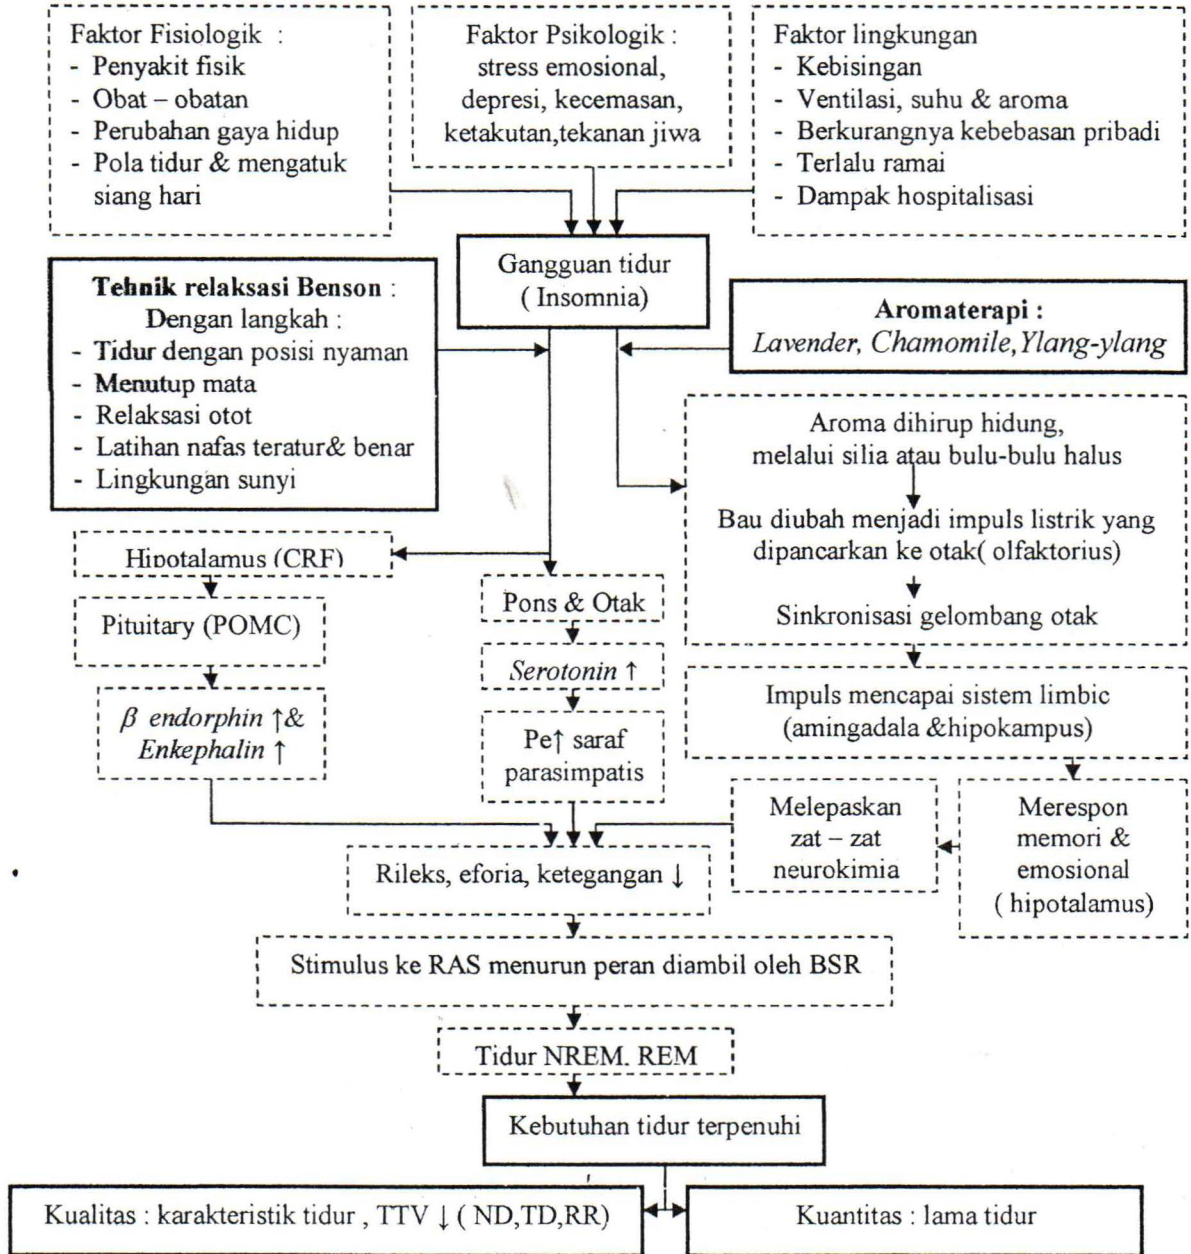 Faktor Fisiologik :
- Penyakit fisik
- Obat – obatan
- Perubahan gaya hidup
- Pola tidur & mengatuk
siang hari
Faktor Psikologik :
stress emosional,
depresi, kecemasan,
ketakutan,tekanan jiwa
Faktor lingkungan
- Kebisingan
- Ventilasi, suhu & aroma
- Berkurangnya kebebasan pribadi
- Terlalu ramai
- Dampak hospitalisasi
Gangguan tidur
( Insomnia)
Tehnik relaksasi Benson :
Dengan langkah :
- Tidur dengan posisi nyaman
- Menutup mata
- Relaksasi otot
- Latihan nafas teratur& benar
- Lingkungan sunyi
Aromaterapi :
Lavender, Chamomile,Ylang-ylang
Aroma dihirup hidung,
melalui silia atau bulu-bulu halus
Bau diubah menjadi impuls listrik yang
dipancarkan ke otak( olfaktorius)
Sinkronisasi gelombang otak
Hipotalamus (CRF)
Pituitary (POMC)
β endorphin ↑&
Enkephalin ↑
Pons & Otak
Serotonin ↑
Pe↑ saraf
parasimpatis
Impuls mencapai sistem limbic
(amingadala &hipokampus)
Merespon
memori &
emosional
( hipotalamus)
Melepaskan
zat – zat
neurokimia
Rileks, eforia, ketegangan ↓
Stimulus ke RAS menurun peran diambil oleh BSR
Tidur NREM. REM
Kebutuhan tidur terpenuhi
Kualitas : karakteristik tidur , TTV ↓ ( ND,TD,RR)
Kuantitas : lama tidur